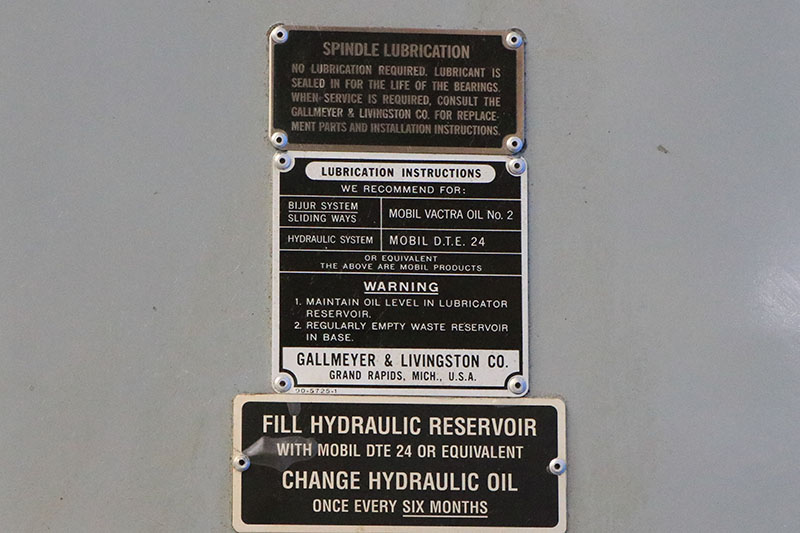 SPINDLE LUBRICATION
NO LUBRICATION REQUIRED. LUBRICANT IS
SEALED IN FOR THE LIFE OF THE BEARINGS.
WHEN SERVICE IS REQUIRED, CONSULT THE
GALLMEYER & LIVINGSTON CO. FOR REPLACE-
MENT PARTS AND INSTALLATION INSTRUCTIONS.
LUBRICATION INSTRUCTIONS
WE RECOMMEND FOR:
BIJUR SYSTEM
SLIDING WAYS
MOBIL VACTRA OIL No. 2
HYDRAULIC SYSTEM
MOBIL D.T.E. 24
OR EQUIVALENT
THE ABOVE ARE MOBIL PRODUCTS
WARNING
1. MAINTAIN OIL LEVEL IN LUBRICATOR
RESERVOIR.
2. REGULARLY EMPTY WASTE RESERVOIR
IN BASE.
GALLMEYER & LIVINGSTON CO.
GRAND RAPIDS, MICH., U.S.A.
90-5725-1
FILL HYDRAULIC RESERVOIR
WITH MOBIL DTE 24 OR EQUIVALENT
CHANGE HYDRAULIC OIL
ONCE EVERY SIX MONTHS